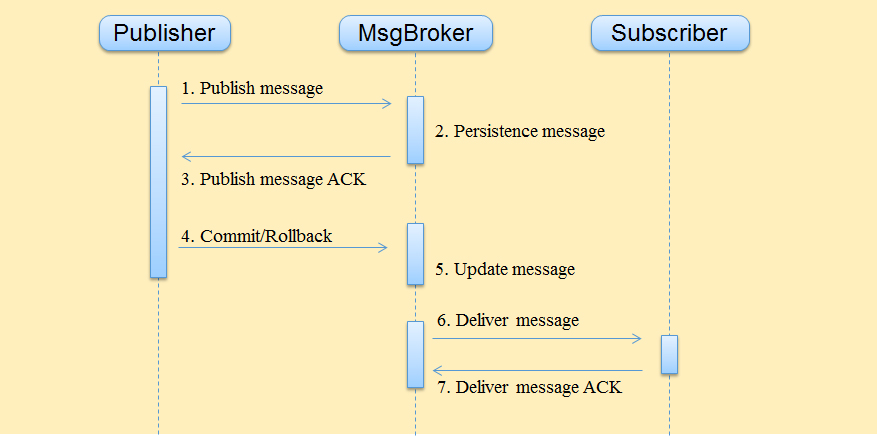 Publisher
MsgBroker
Subscriber
1. Publish message
2. Persistence message
3. Publish message ACK
4. Commit/Rollback
5. Update message
6. Deliver message
7. Deliver message ACK